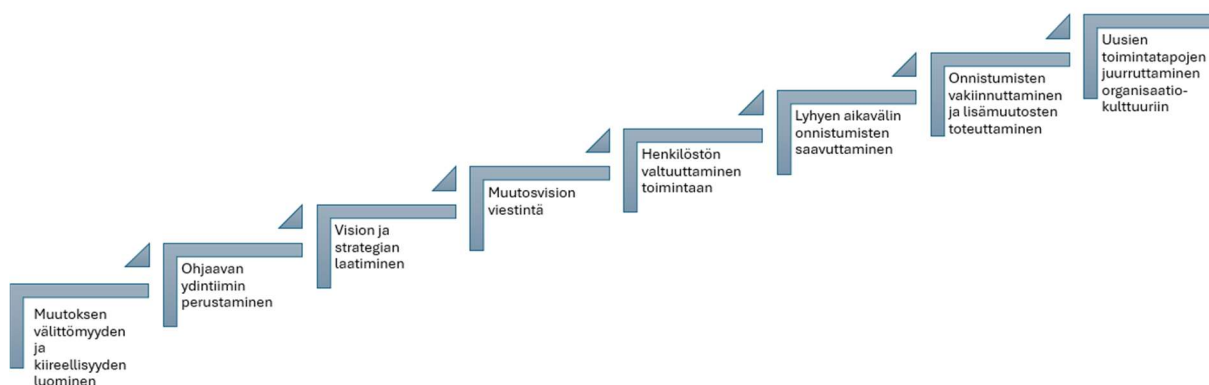 Muutoksen
välittömyyden
ja
kiireellisyyden
luominen
Ohjaavan
ydintiimin
perustaminen
Vision ja
strategian
laatiminen
Muutosvision
viestintä
Henkilöstön
valtuuttaminen
toimintaan
Lyhyen aikavälin
onnistumisten
saavuttaminen
Onnistumisten
vakiinnuttaminen
ja lisämuutosten
toteuttaminen
Uusien
toimintatapojen
juurruttaminen
organisaatio-
kulttuuriin